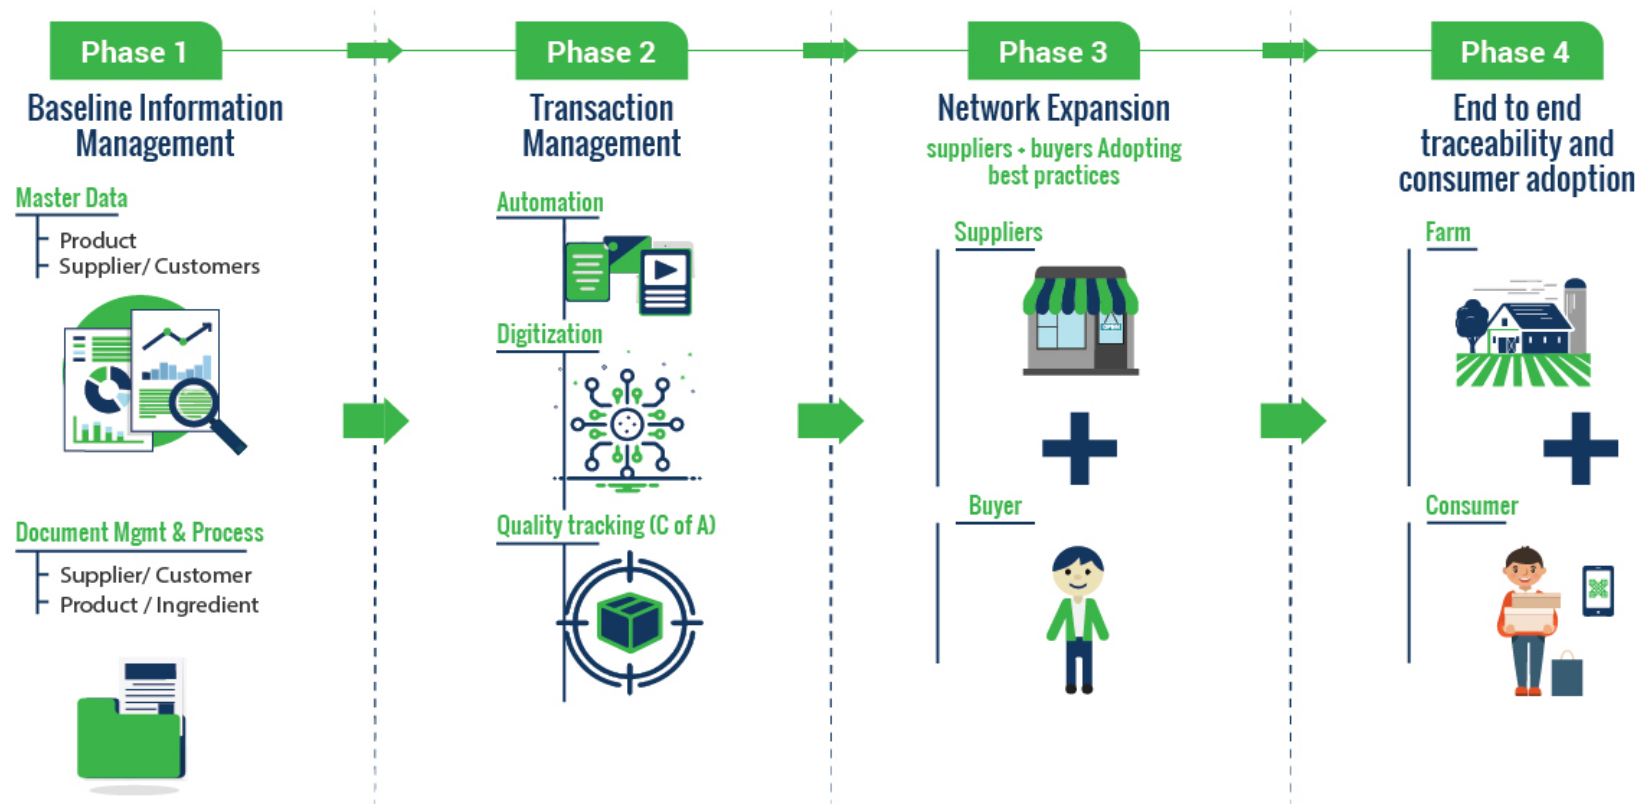 Phase 1
Baseline Information
Management
Master Data
Product
Supplier/ Customers
Document Mgmt & Process
Supplier/ Customer
Product / Ingredient
Phase 2
Transaction
Management
Automation
Digitization
Quality tracking (C of A)
Phase 3
Network Expansion
suppliers + buyers Adopting
best practices
Suppliers
OPEN
Buyer
Phase 4
End to end
traceability and
consumer adoption
Farm
Consumer